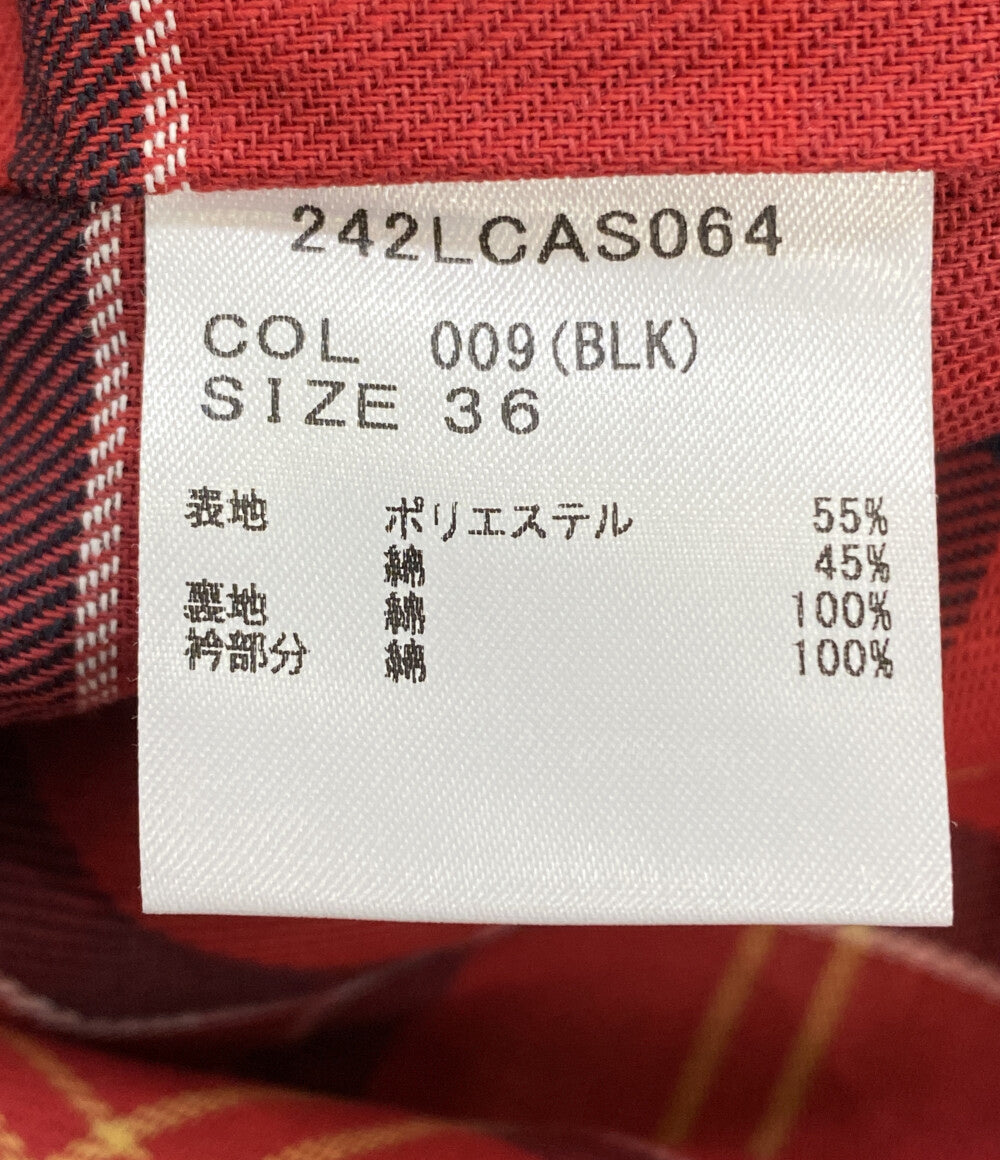 242LCAS064
COL 009(BLK)
SIZE 36
表地 ポリエステル 55%
綿 45%
裏地 綿 100%
衿部分 綿 100%